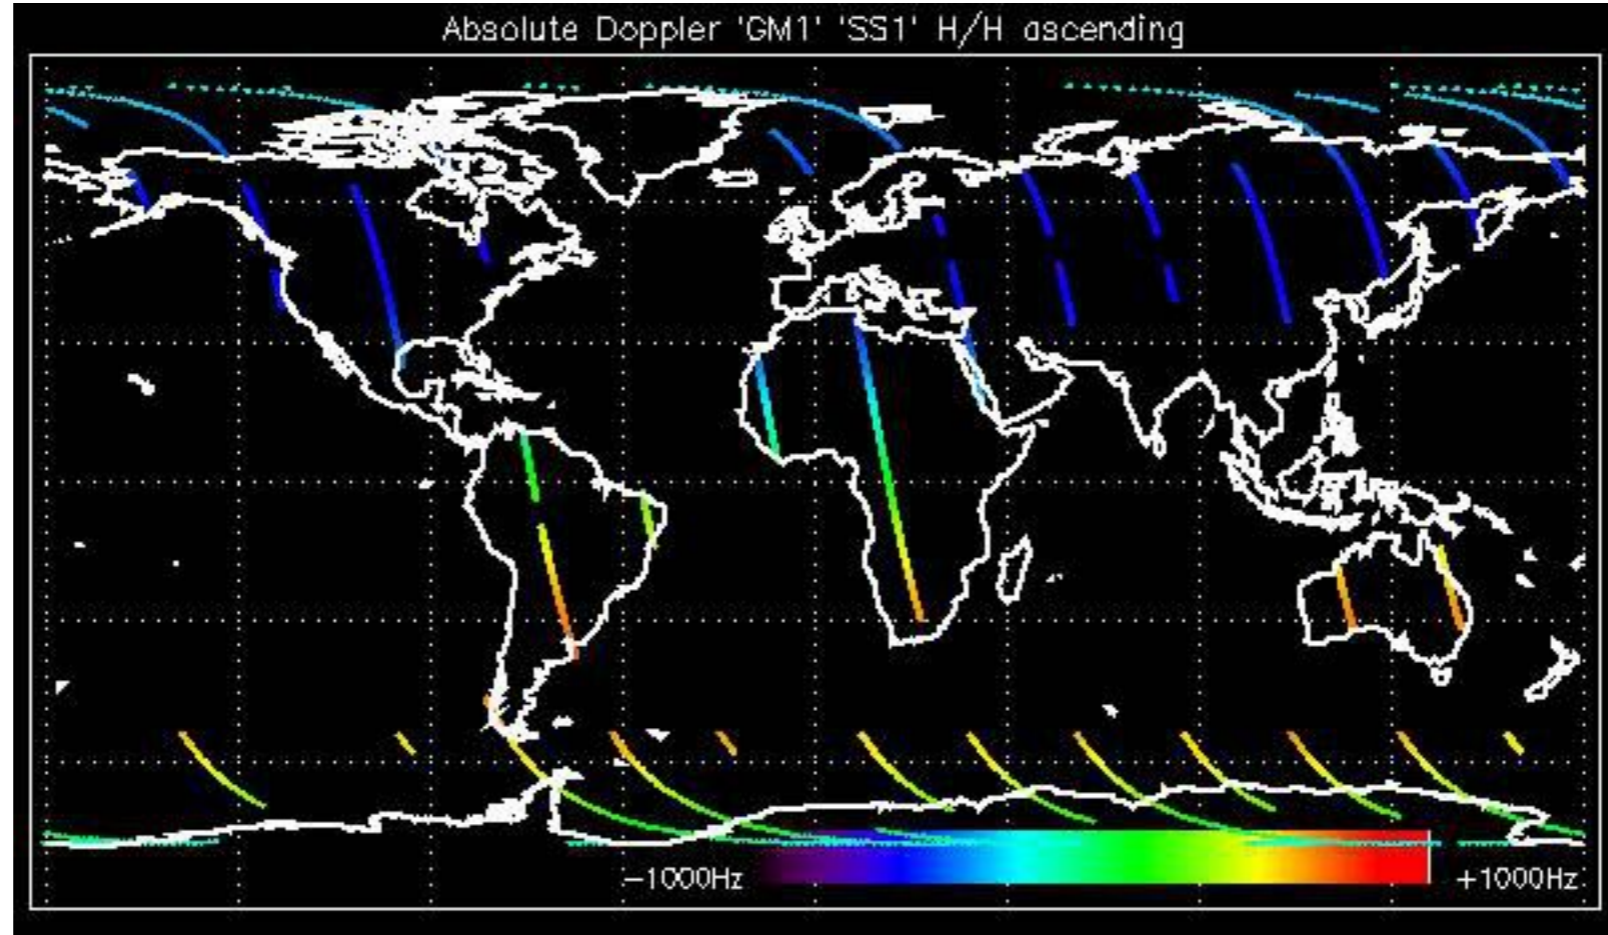 Absolute Doppler 'GM1' 'SS1' H/H ascending
−1000Hz
+1000Hz